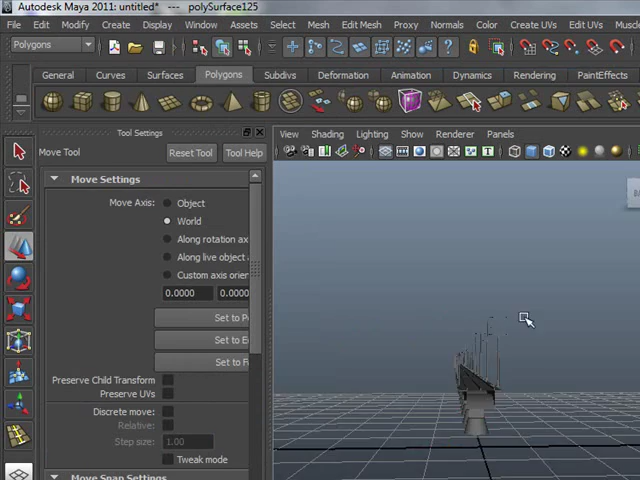 Autodesk Maya 2011: untitled*   ---   polySurface125
File Edit Modify Create Display Window Assets Select Mesh Edit Mesh Proxy Normals Color Create UVs Edit UVs Mus
Polygons
General Curves Surfaces Polygons Subdivs Deformation Animation Dynamics Rendering PaintEffects
Tool Settings
View Shading Lighting Show Renderer Panels
Move Tool Reset Tool Tool Help
Move Settings
Move Axis: Object
World
Along rotation ax
Along live object a
Custom axis orien
0.0000 0.0000
Set to P
Set to E
Set to F
Preserve Child Transform
Preserve UVs
Discrete move:
Relative:
Step size: 1.00
Tweak mode
Move Snap Settings